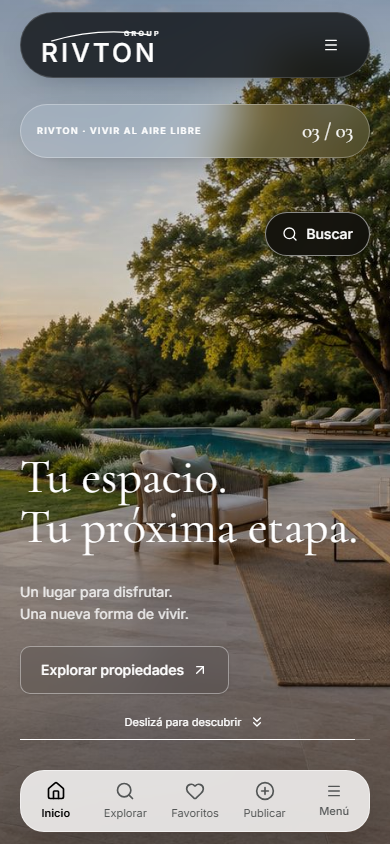 GROUP
RIVTON
RIVTON · VIVIR AL AIRE LIBRE
03 / 03
Buscar
Tu espacio.
Tu próxima etapa.
Un lugar para disfrutar.
Una nueva forma de vivir.
Explorar propiedades
Deslizá para descubrir
Inicio
Explorar
Favoritos
Publicar
Menú